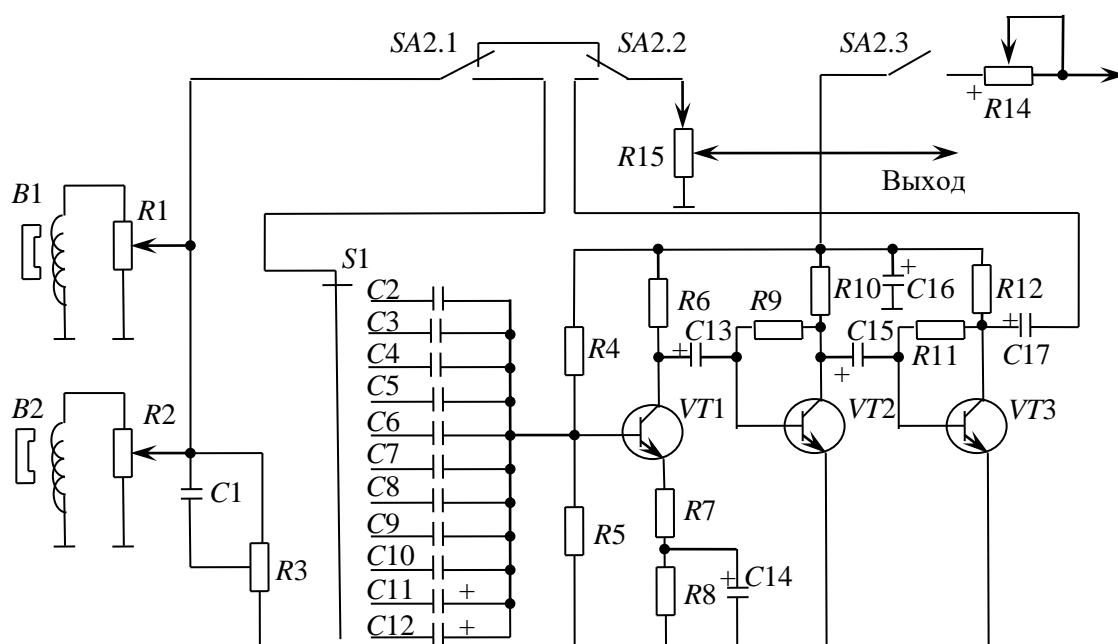 SA2.1
SA2.2
SA2.3
+
R14
R15
Выход
B1
R1
S1
C2
C3
C4
C5
C6
C7
C8
C9
C10
C11 +
C12 +
R4
R5
R6
C13
+
R9
R10
+
C16
R12
C15
+
R11
+
C17
VT1
VT2
VT3
B2
R2
C1
R3
R7
R8
+
C14